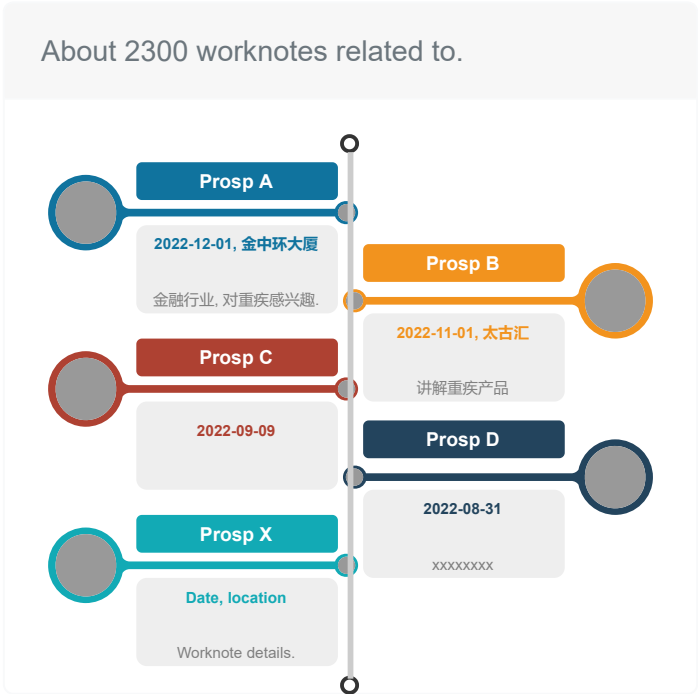 About 2300 worknotes related to.
Prosp A
2022-12-01, 金中环大厦
金融行业, 对重疾感兴趣.
Prosp B
2022-11-01, 太古汇
讲解重疾产品
Prosp C
2022-09-09
Prosp D
2022-08-31
xxxxxxxx
Prosp X
Date, location
Worknote details.